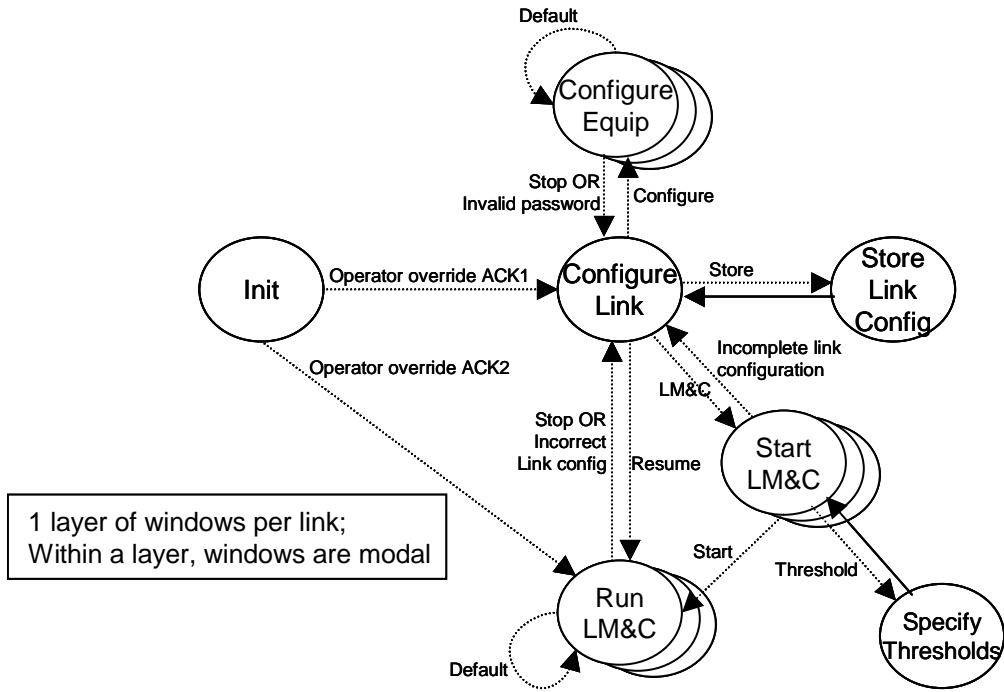 Default
Configure
Equip
Stop OR
Invalid password
Configure
Init
Operator override ACK1
Configure
Link
Store
Store
Link
Config
Operator override ACK2
Incomplete link
configuration
LM&C
Stop OR
Incorrect
Link config
Resume
Start
LM&C
1 layer of windows per link;
Within a layer, windows are modal
Start
Threshold
Run
LM&C
Specify
Thresholds
Default